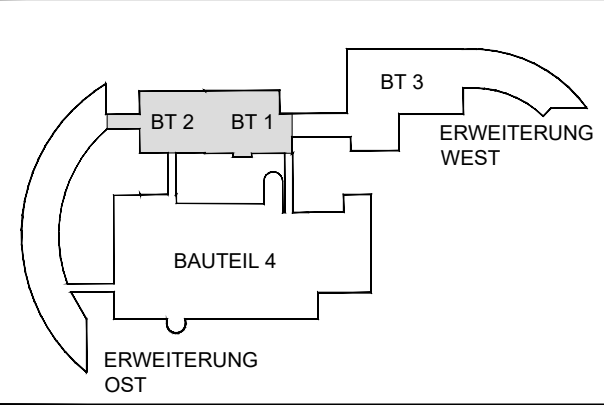 BT 3
BT 2
BT 1
ERWEITERUNG
WEST
BAUTEIL 4
ERWEITERUNG
OST